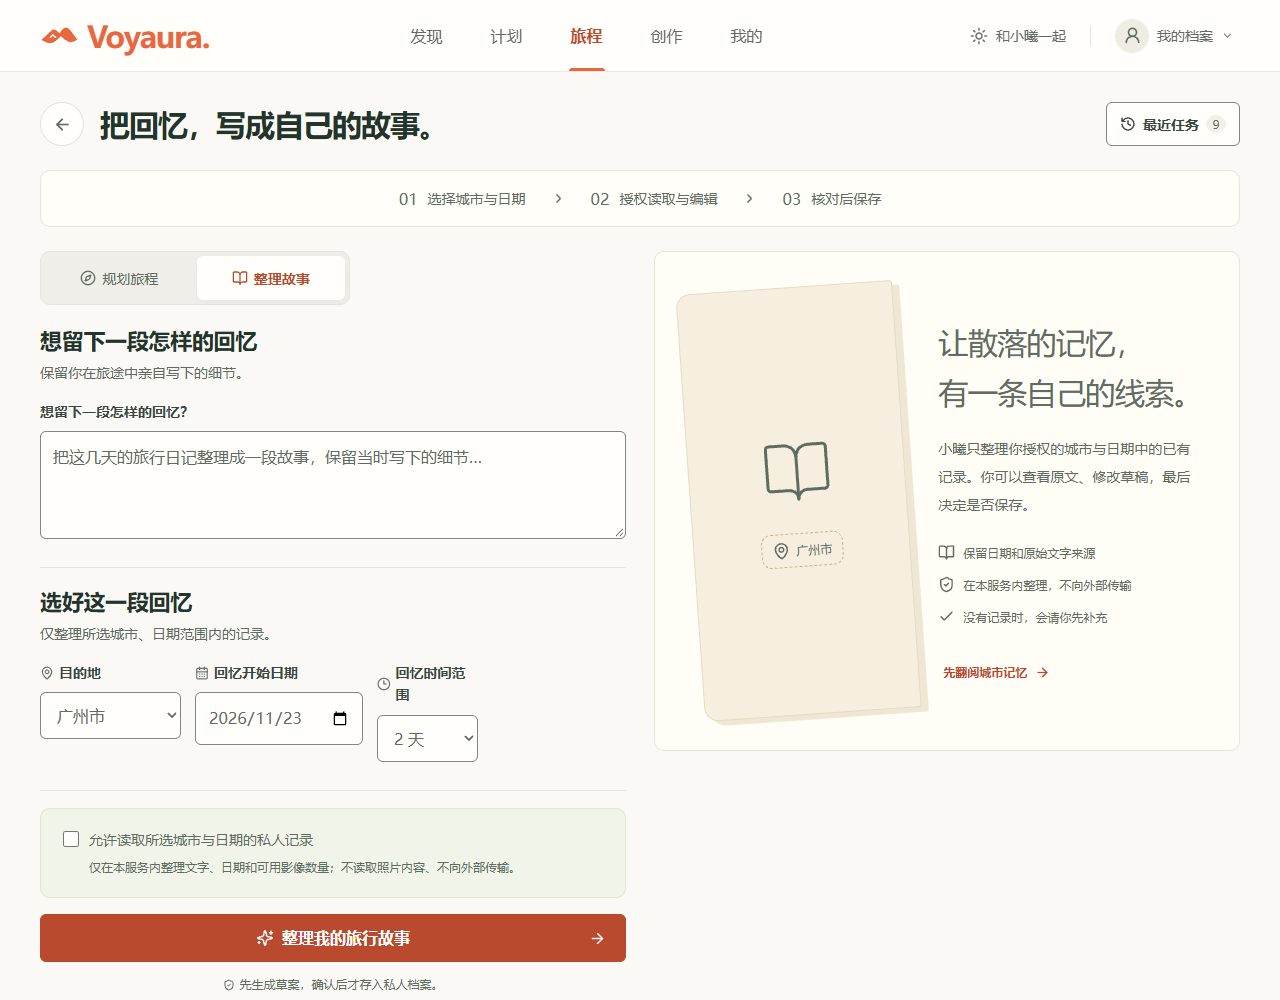 Voyaura.
发现
计划
旅程
创作
我的
和小曦一起
我的档案
把回忆，写成自己的故事。
最近任务 9
01 选择城市与日期
02 授权读取与编辑
03 核对后保存
规划旅程
整理故事
想留下一段怎样的回忆
保留你在旅途中亲自写下的细节。
想留下一段怎样的回忆？
把这几天的旅行日记整理成一段故事，保留当时写下的细节...
选好这一段回忆
仅整理所选城市、日期范围内的记录。
目的地
广州市
回忆开始日期
2026/11/23
回忆时间范
围
2 天
允许读取所选城市与日期的私人记录
仅在本服务内整理文字、日期和可用影像数量；不读取照片内容、不向外部传输。
整理我的旅行故事
先生成草案，确认后才存入私人档案。
广州市
让散落的记忆，
有一条自己的线索。
小曦只整理你授权的城市与日期中的已有
记录。你可以查看原文、修改草稿，最后
决定是否保存。
保留日期和原始文字来源
在本服务内整理，不向外部传输
没有记录时，会请你先补充
先翻阅城市记忆